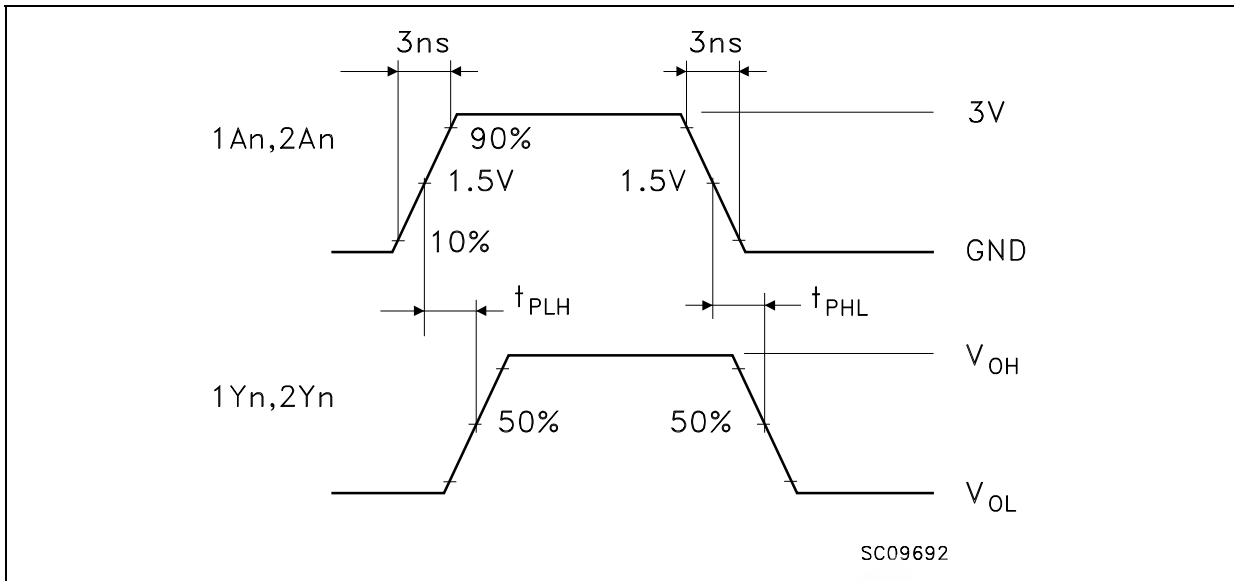 3ns 3ns
3V
1An,2An
90%
1.5V 1.5V
10%
GND
tPLH tPHL
VOH
1Yn,2Yn
50% 50%
VOL
SC09692